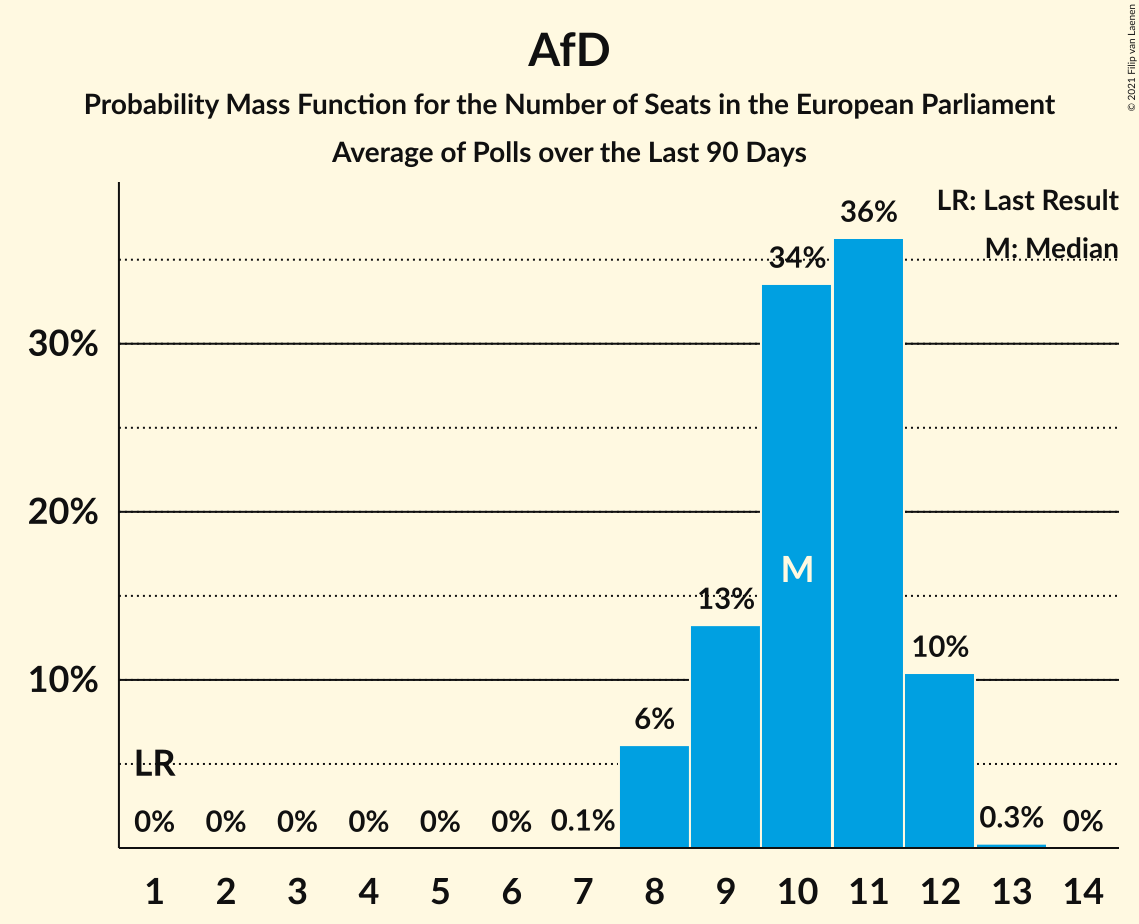 AfD
Probability Mass Function for the Number of Seats in the European Parliament
Average of Polls over the Last 90 Days
© 2021 Filip van Laenen
LR: Last Result
M: Median
30%
20%
10%
LR
M
0%
0%
0%
0%
0%
0%
0.1%
6%
13%
34%
36%
10%
0.3%
0%
1 2 3 4 5 6 7 8 9 10 11 12 13 14